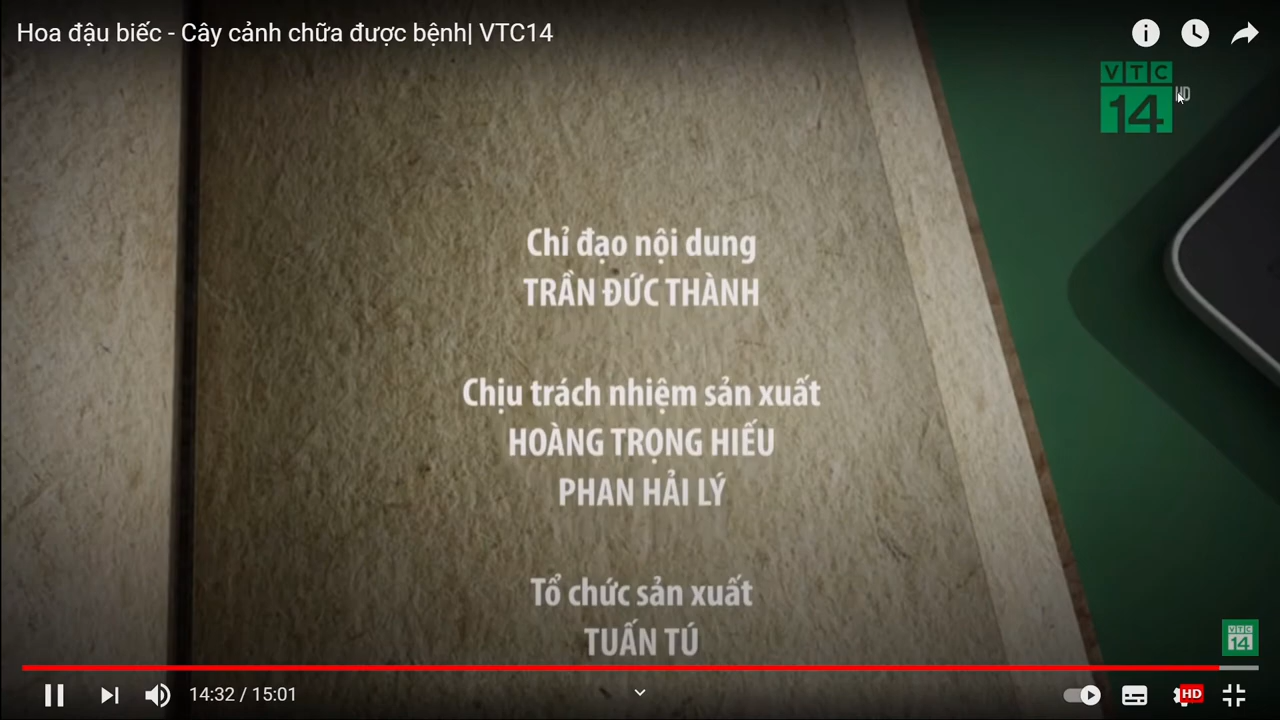 Hoa đậu biếc - Cây cảnh chữa được bệnh| VTC14
VTC
14
HD
Chỉ đạo nội dung
TRẦN ĐỨC THÀNH
Chịu trách nhiệm sản xuất
HOÀNG TRỌNG HIẾU
PHAN HẢI LÝ
Tổ chức sản xuất
TUẤN TÚ
VTC
14
14:32 / 15:01
HD